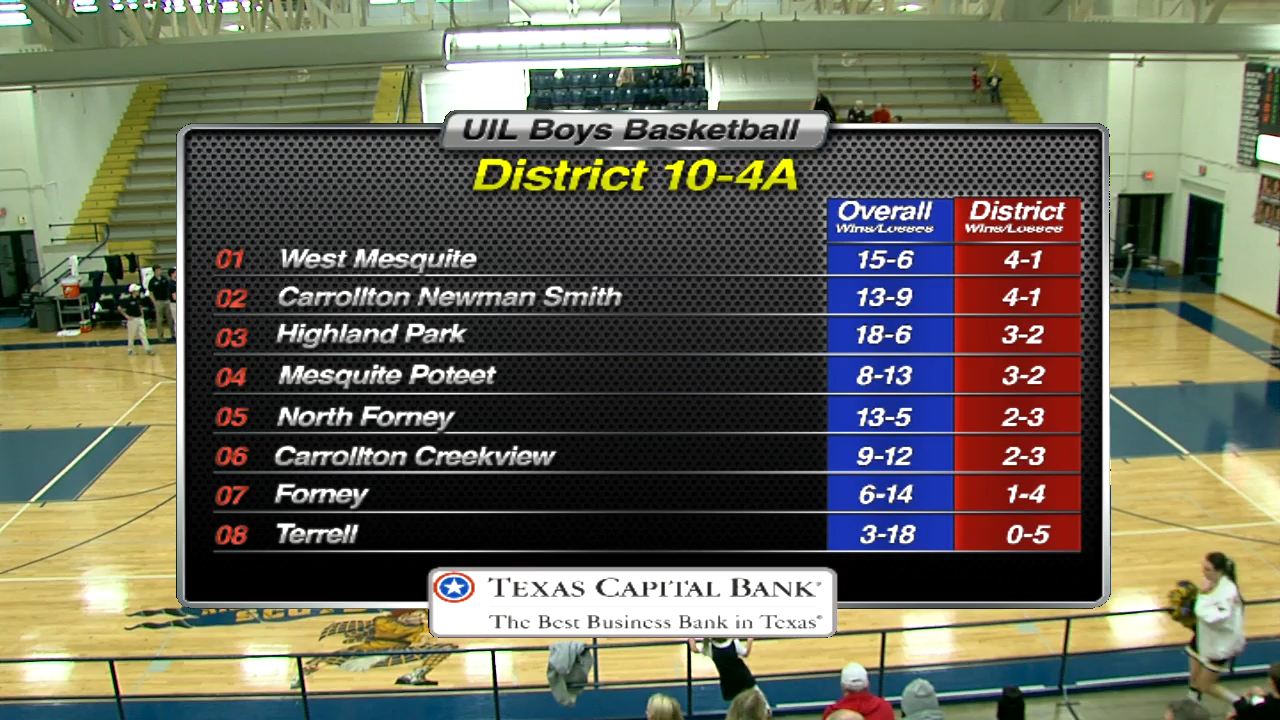 UIL Boys Basketball
District 10-4A
Overall District
Wins/Losses Wins/Losses
01 West Mesquite 15-6 4-1
02 Carrollton Newman Smith 13-9 4-1
03 Highland Park 18-6 3-2
04 Mesquite Poteet 8-13 3-2
05 North Forney 13-5 2-3
06 Carrollton Creekview 9-12 2-3
07 Forney 6-14 1-4
08 Terrell 3-18 0-5
TEXAS CAPITAL BANK®
The Best Business Bank in Texas®